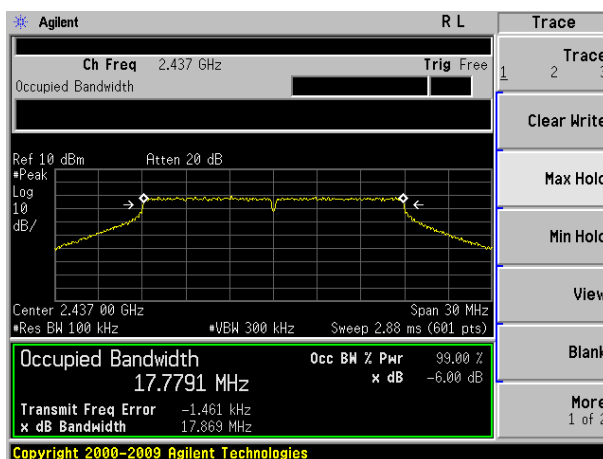 Agilent R L Trace
Ch Freq 2.437 GHz Trig Free
Occupied Bandwidth
Trace
1 2 3
Clear Write
Max Hold
Min Hold
View
Blank
More
1 of 2
Ref 10 dBm Atten 20 dB
#Peak
Log
10
dB/
Center 2.437 00 GHz Span 30 MHz
#Res BW 100 kHz #VBW 300 kHz Sweep 2.88 ms (601 pts)
Occupied Bandwidth Occ BW % Pwr 99.00 %
17.7791 MHz x dB -6.00 dB
Transmit Freq Error -1.461 kHz
x dB Bandwidth 17.869 MHz
Copyright 2000-2009 Agilent Technologies